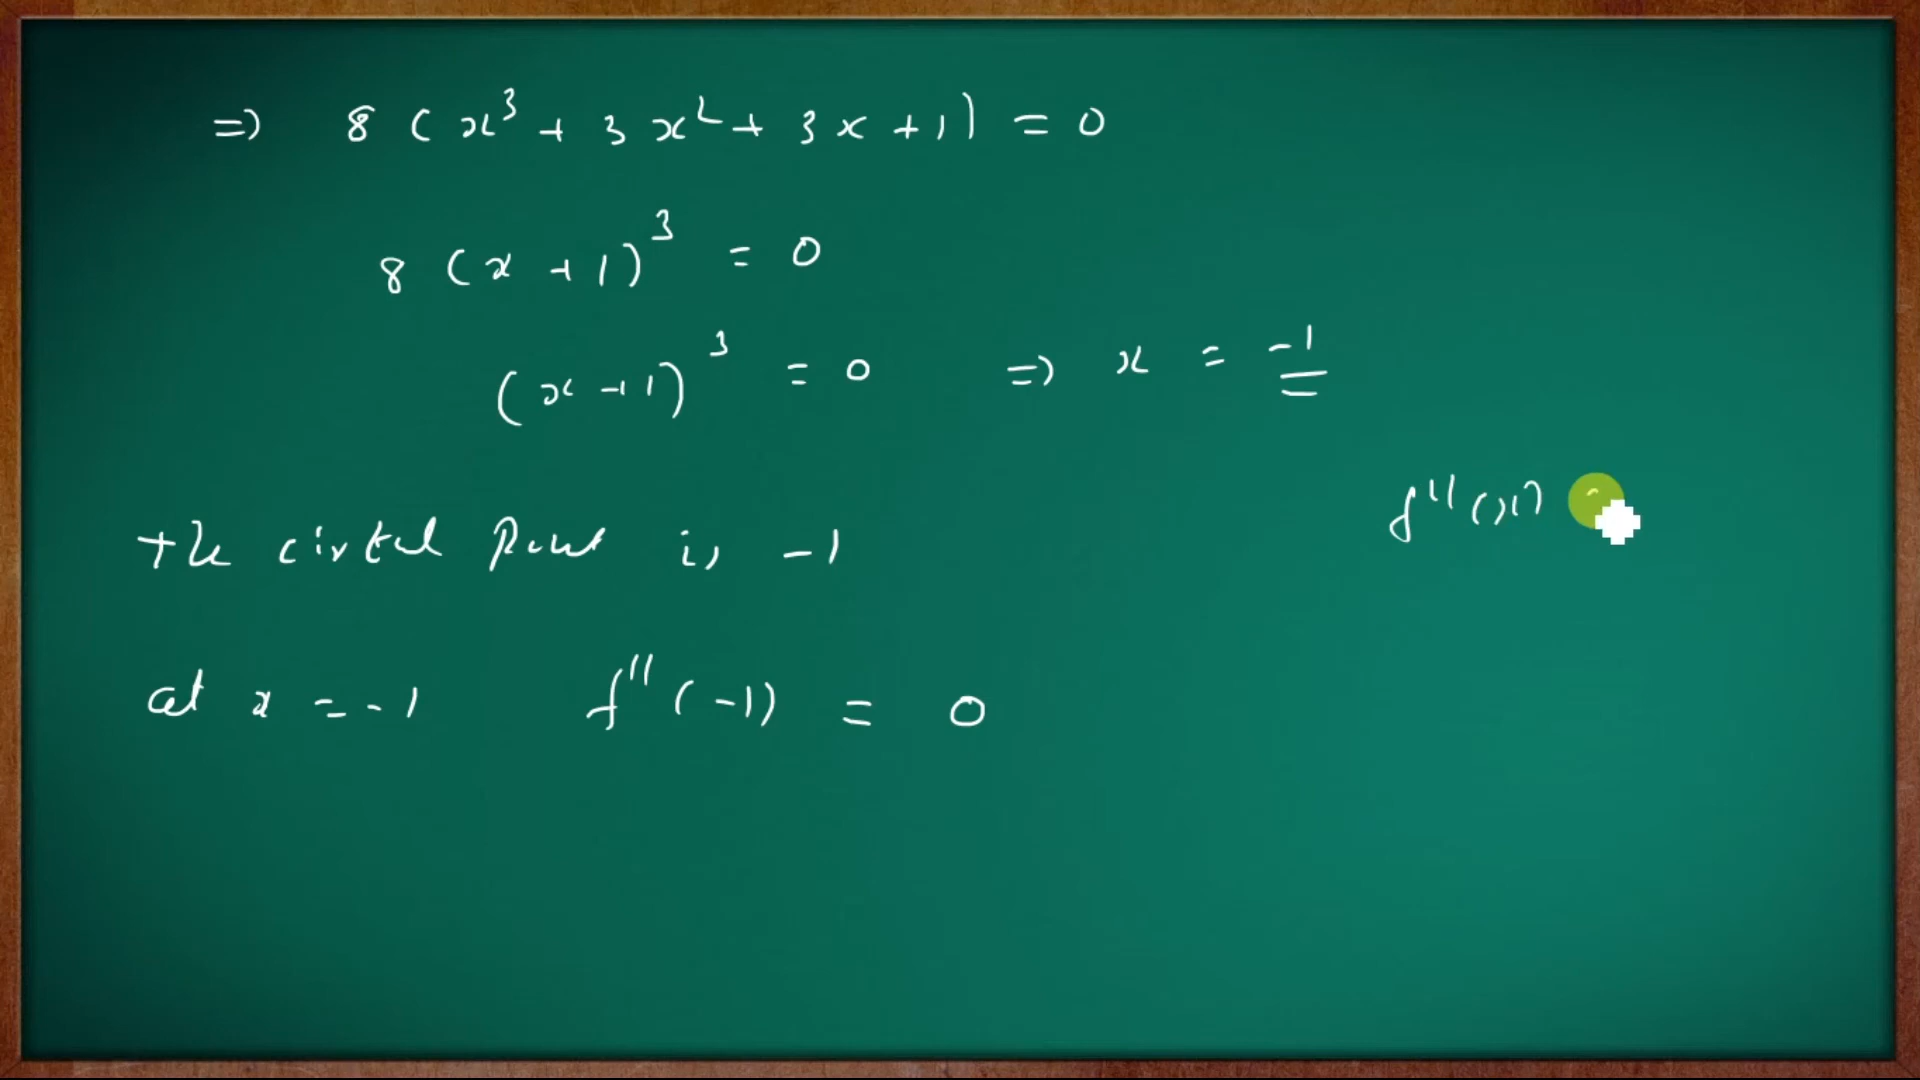 => 8 (x³ + 3x² + 3x + 1) = 0
8 (x + 1)³ = 0
(x + 1)³ = 0 => x = -1
f''(x)
the point is -1
at x = -1 f''(-1) = 0